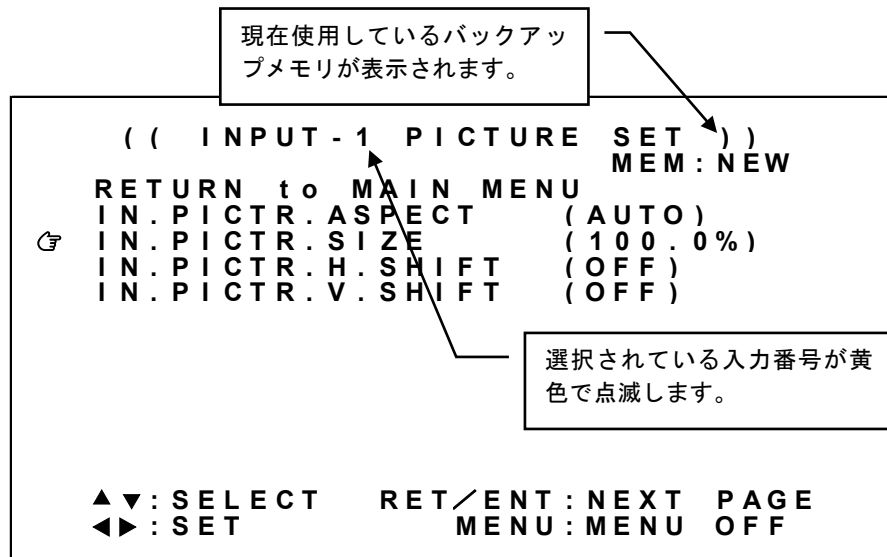 現在使用しているバックアッ
プメモリが表示されます。
(( INPUT-1 PICTURE SET ))
MEM:NEW
RETURN to MAIN MENU
IN.PICTR.ASPECT (AUTO)
☞ IN.PICTR.SIZE (100.0%)
IN.PICTR.H.SHIFT (OFF)
IN.PICTR.V.SHIFT (OFF)
選択されている入力番号が黄
色で点滅します。
▲▼:SELECT RET/ENT:NEXT PAGE
◀▶:SET MENU:MENU OFF